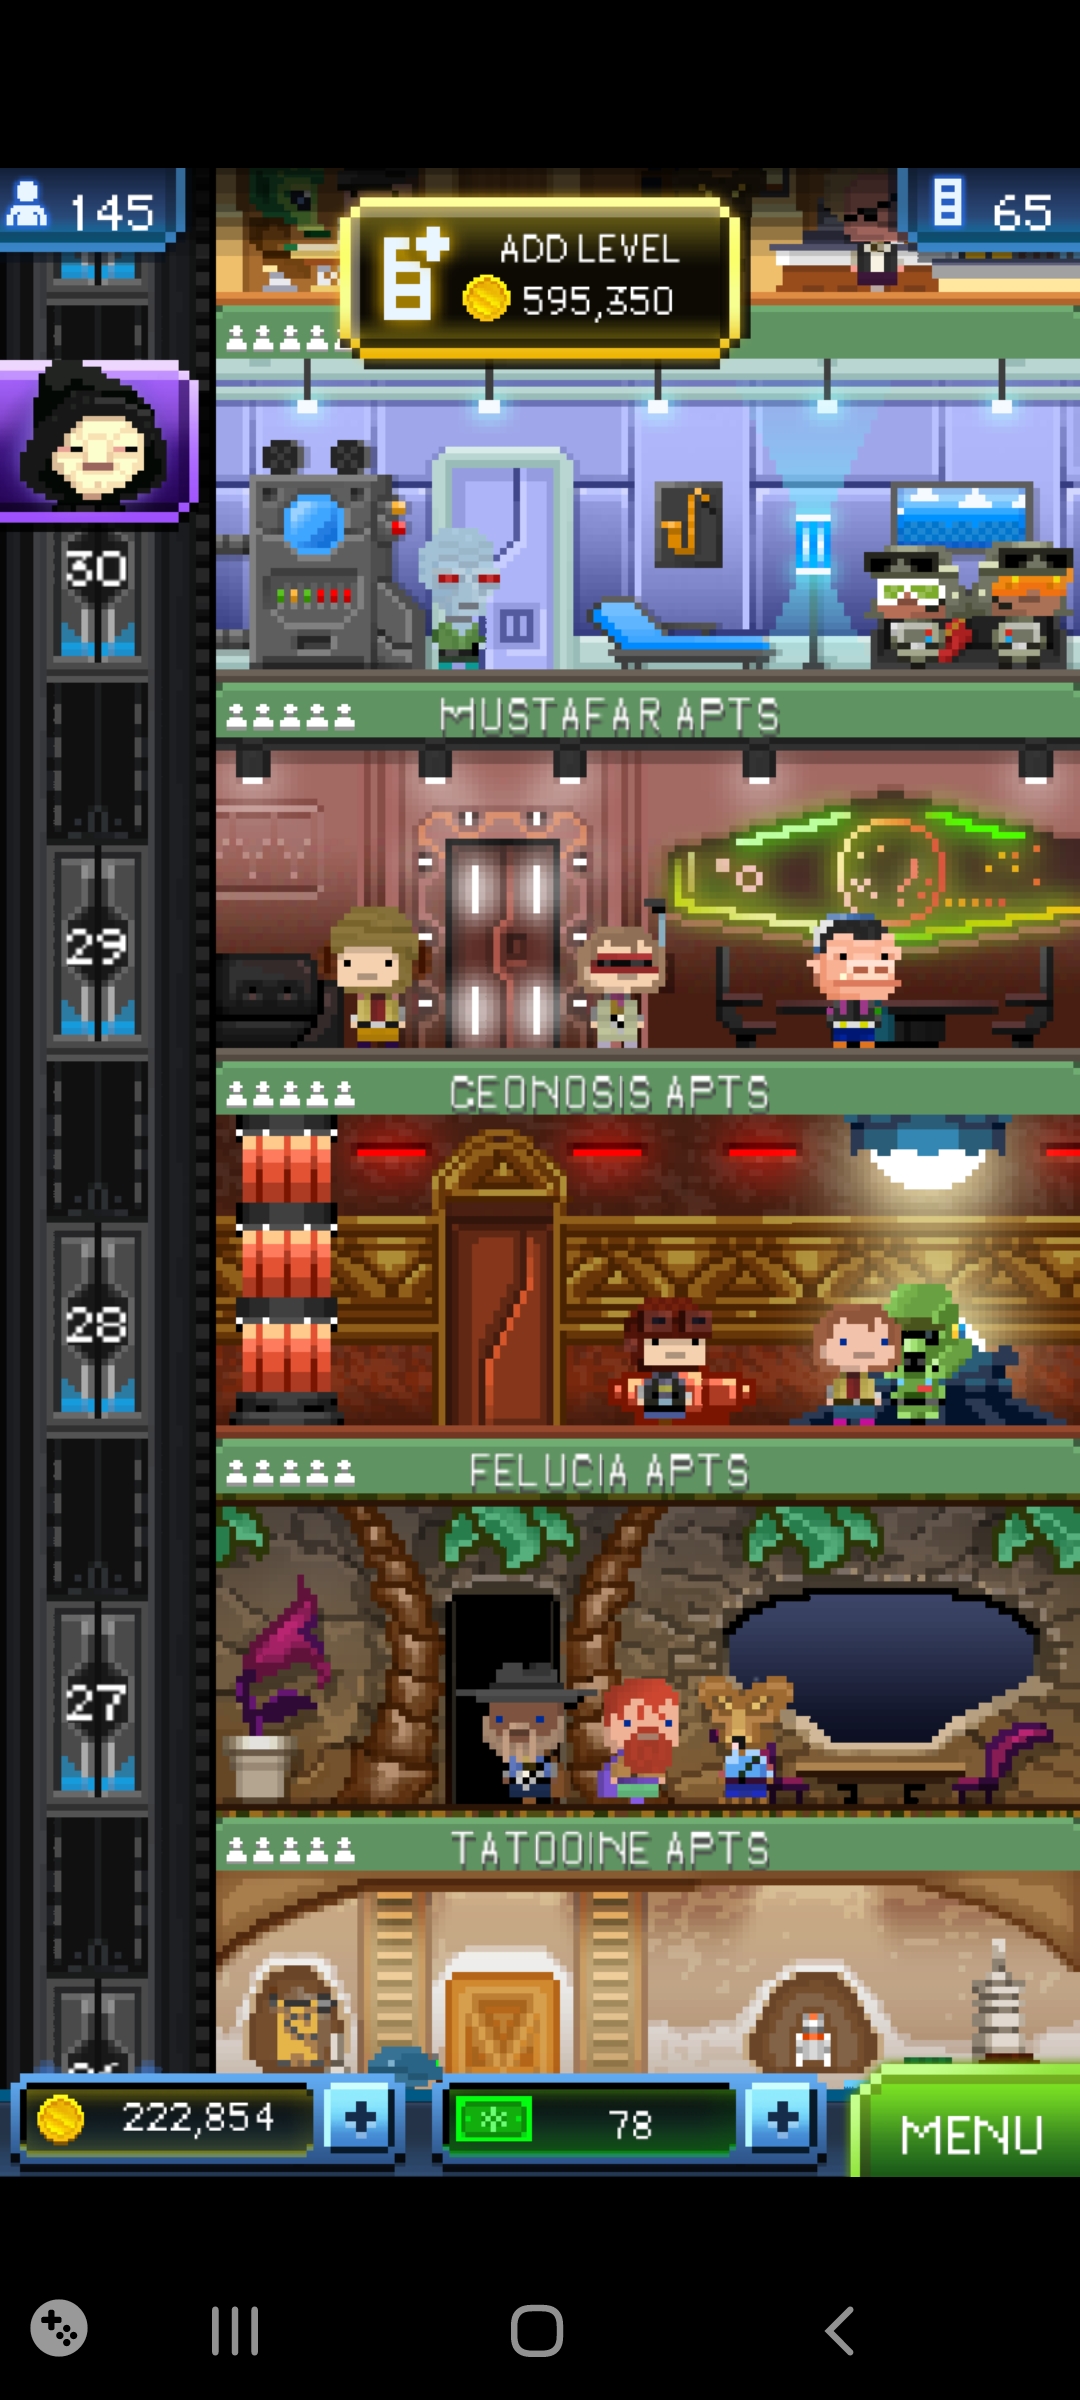 145
65
ADD LEVEL
595,350
30
MUSTAFAR APTS
29
GEONOSIS APTS
28
FELUCIA APTS
27
TATOOINE APTS
222,854
78
MENU